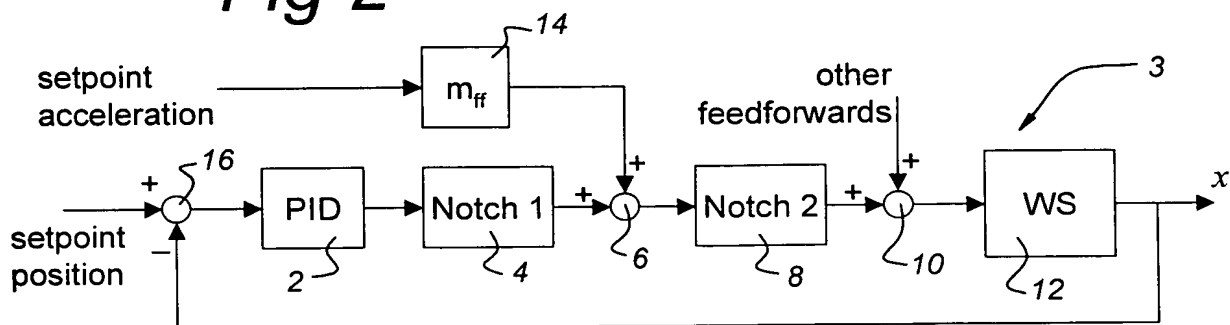 Fig 2
14
setpoint
acceleration
m_ff
other
feedforwards
3
16
+
+
+
PID
Notch 1
+
Notch 2
+
WS
x
setpoint
position
−
2
4
6
8
10
12